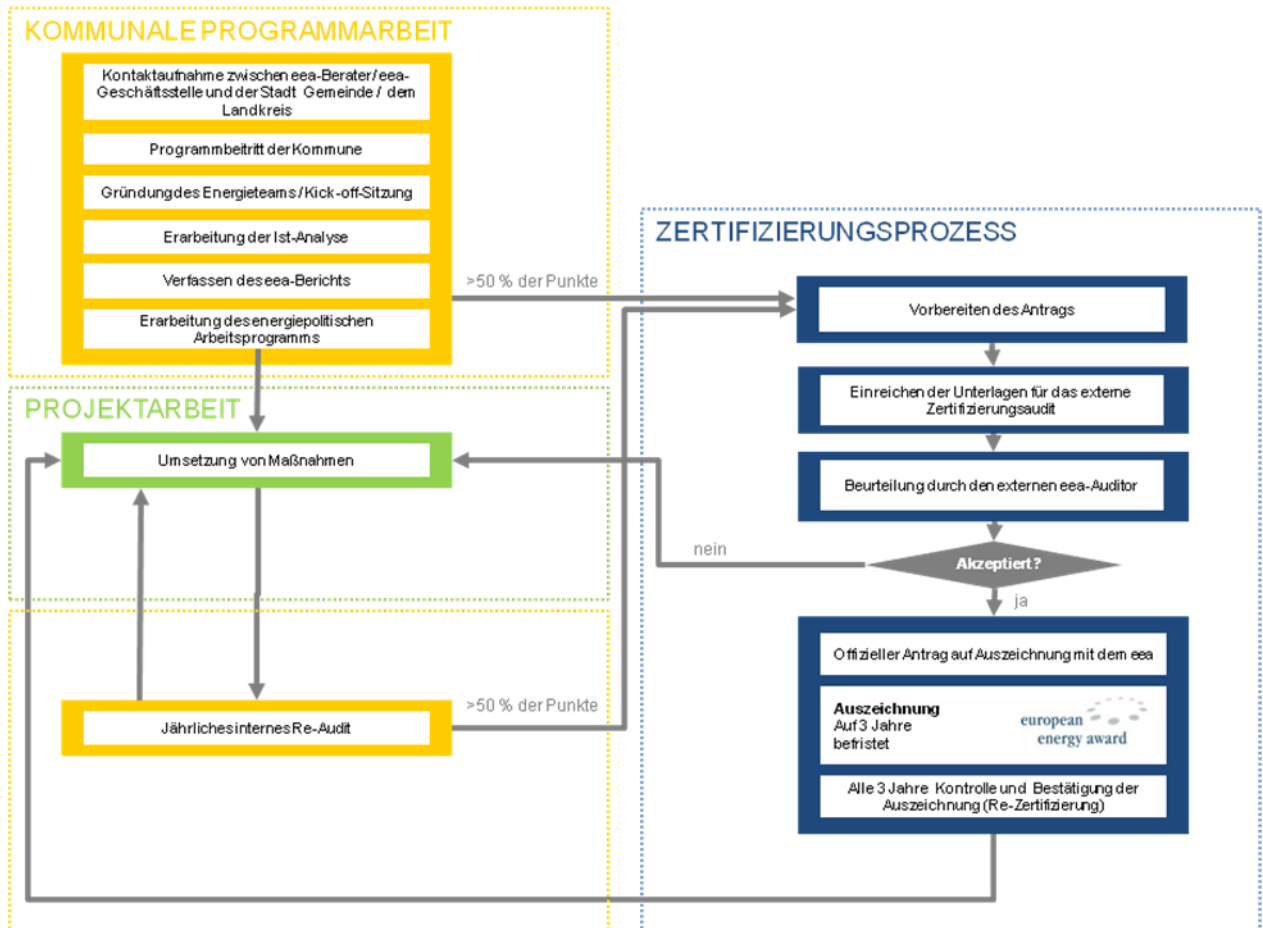 KOMMUNALE PROGRAMMARBEIT
Kontaktaufnahme zwischen eea-Berater/eea-
Geschäftsstelle und der Stadt Gemeinde / dem
Landkreis
Programmbeitritt der Kommune
Gründung des Energieteams/Kick-off-Sitzung
Erarbeitung der Ist-Analyse
Verfassen des eea-Berichts
Erarbeitung des energiepolitischen
Arbeitsprogramms
>50 % der Punkte
PROJEKTARBEIT
Umsetzung von Maßnahmen
Jährliches internes Re-Audit
>50 % der Punkte
ZERTIFIZIERUNGSPROZESS
Vorbereiten des Antrags
Einreichen der Unterlagen für das externe
Zertifizierungsaudit
Beurteilung durch den externen eea-Auditor
Akzeptiert?
nein
ja
Offizieller Antrag auf Auszeichnung mit dem eea
Auszeichnung
Auf 3 Jahre
befristet
european
energy award
Alle 3 Jahre Kontrolle und Bestätigung der
Auszeichnung (Re-Zertifizierung)